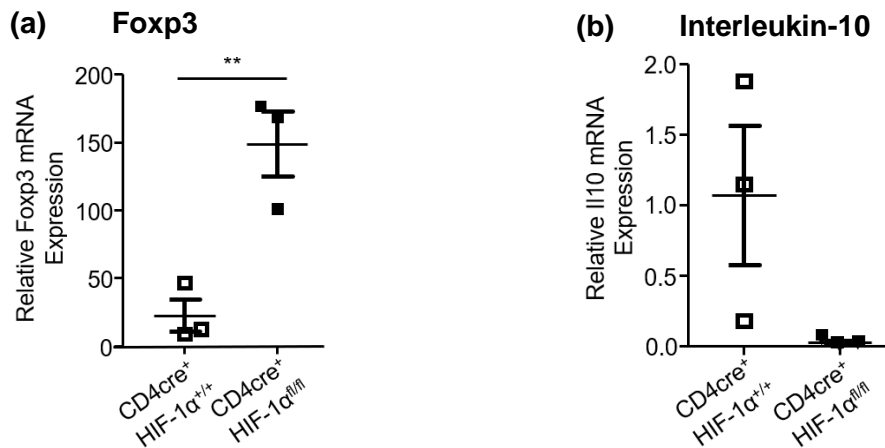 (a) Foxp3
**
Relative Foxp3 mRNA
Expression
200
150
100
50
0
CD4cre⁺
HIF-1α⁺/⁺
CD4cre⁺
HIF-1αᶠˡ/ᶠˡ
(b) Interleukin-10
Relative Il10 mRNA
Expression
2.0
1.5
1.0
0.5
0.0
CD4cre⁺
HIF-1α⁺/⁺
CD4cre⁺
HIF-1αᶠˡ/ᶠˡ